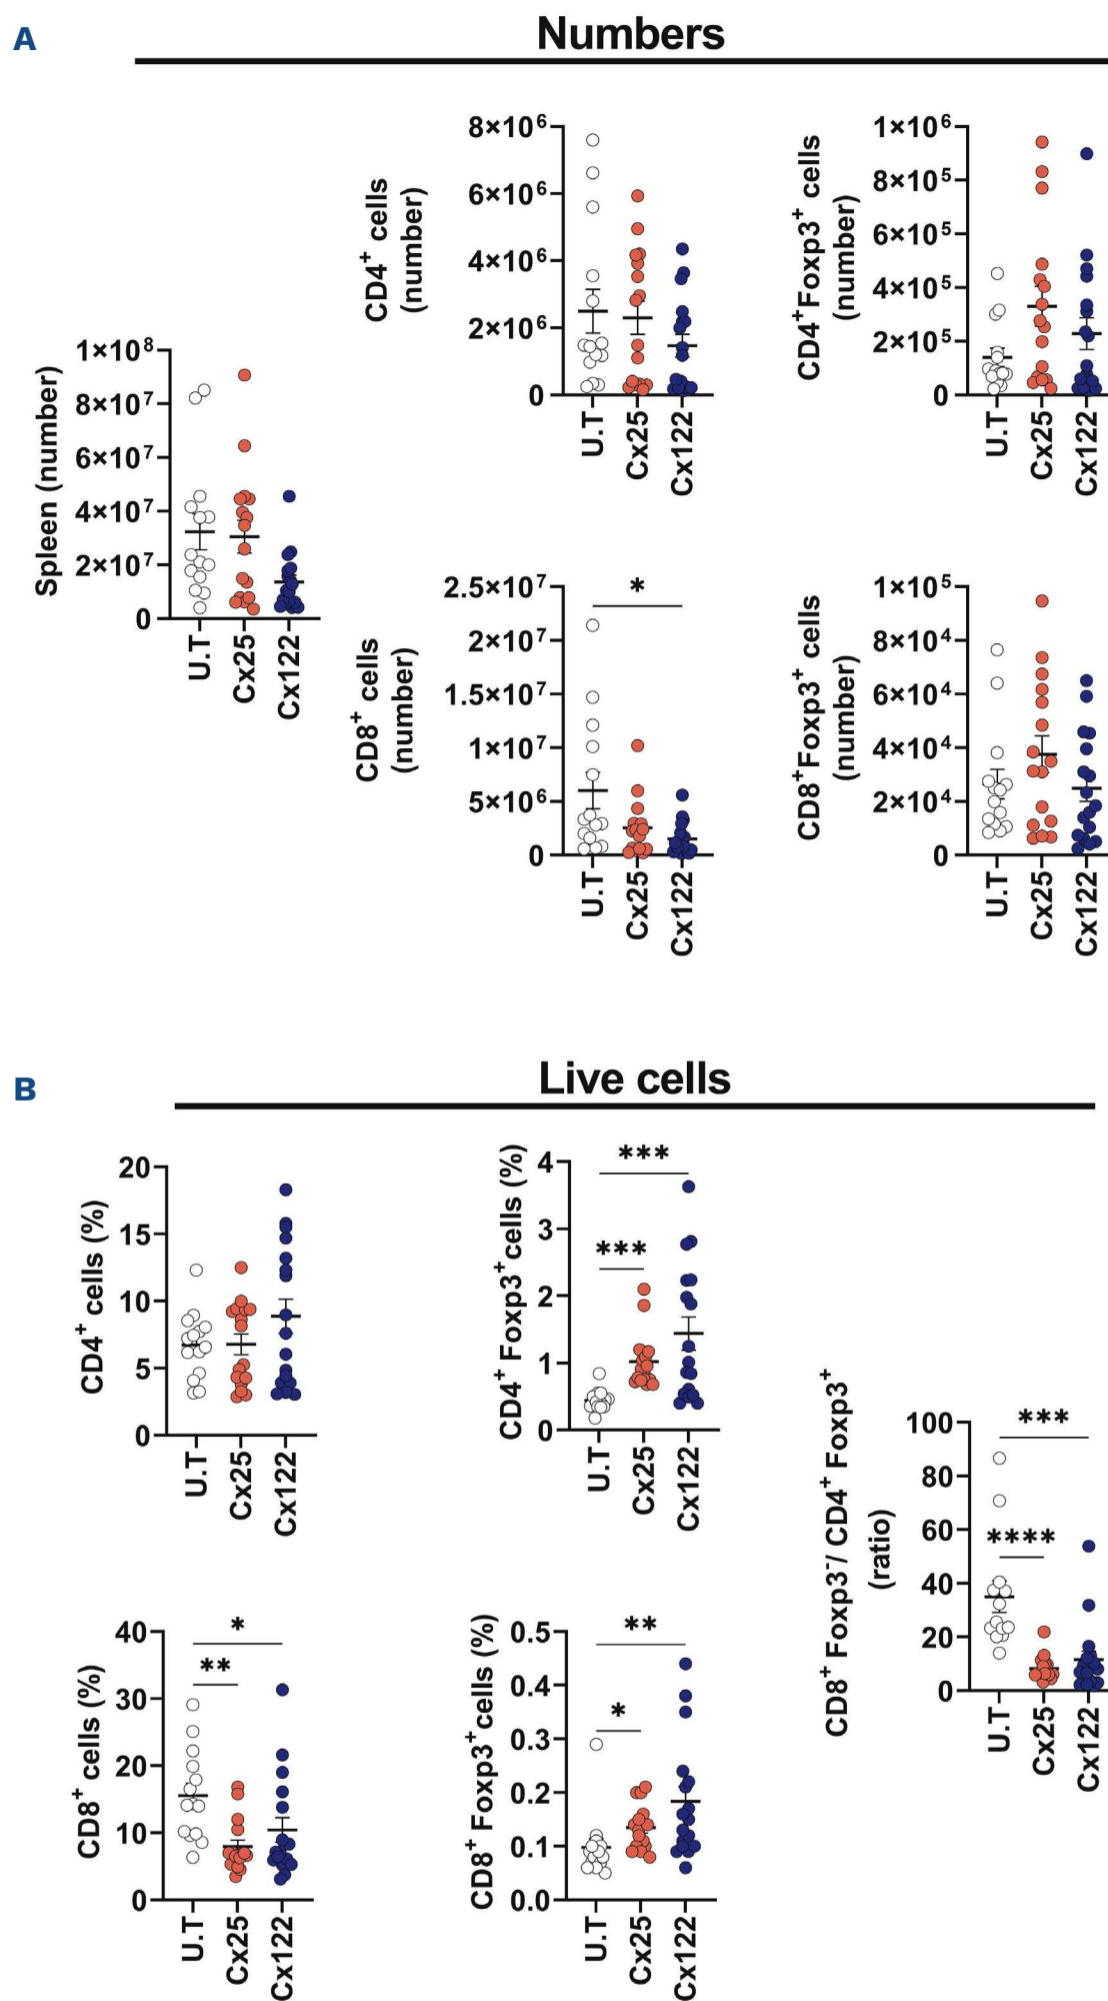 A
Numbers
Spleen (number)
1×10⁸
8×10⁷
6×10⁷
4×10⁷
2×10⁷
0
U.T
Cx25
Cx122
CD4⁺ cells
(number)
8×10⁶
6×10⁶
4×10⁶
2×10⁶
0
U.T
Cx25
Cx122
CD4⁺Foxp3⁺ cells
(number)
1×10⁶
8×10⁵
6×10⁵
4×10⁵
2×10⁵
0
U.T
Cx25
Cx122
CD8⁺ cells
(number)
2.5×10⁷
2×10⁷
1.5×10⁷
1×10⁷
5×10⁶
0
*
U.T
Cx25
Cx122
CD8⁺Foxp3⁺ cells
(number)
1×10⁵
8×10⁴
6×10⁴
4×10⁴
2×10⁴
0
U.T
Cx25
Cx122
B
Live cells
CD4⁺ cells (%)
20
15
10
5
0
U.T
Cx25
Cx122
CD4⁺ Foxp3⁺cells (%)
4
3
2
1
0
***
***
U.T
Cx25
Cx122
CD8⁺ cells (%)
40
30
20
10
0
*
**
U.T
Cx25
Cx122
CD8⁺ Foxp3⁺cells (%)
0.5
0.4
0.3
0.2
0.1
0.0
**
*
U.T
Cx25
Cx122
CD8⁺ Foxp3⁻/ CD4⁺ Foxp3⁺
(ratio)
100
80
60
40
20
0
***
****
U.T
Cx25
Cx122